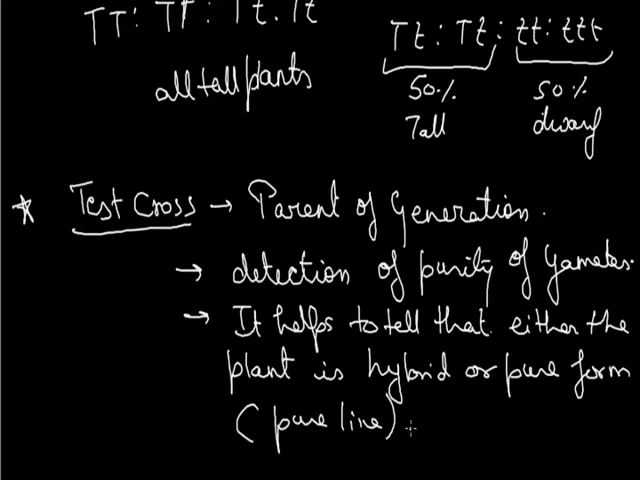 TT : TT : Tt : Tt
all tall plants
Tt : Tt : tt : ttt
50% 50%
Tall dwarf
* Test Cross → Parent of Generation.
→ detection of purity of gametes.
→ It helps to tell that either the
plant is hybrid or pure form
(pure line)